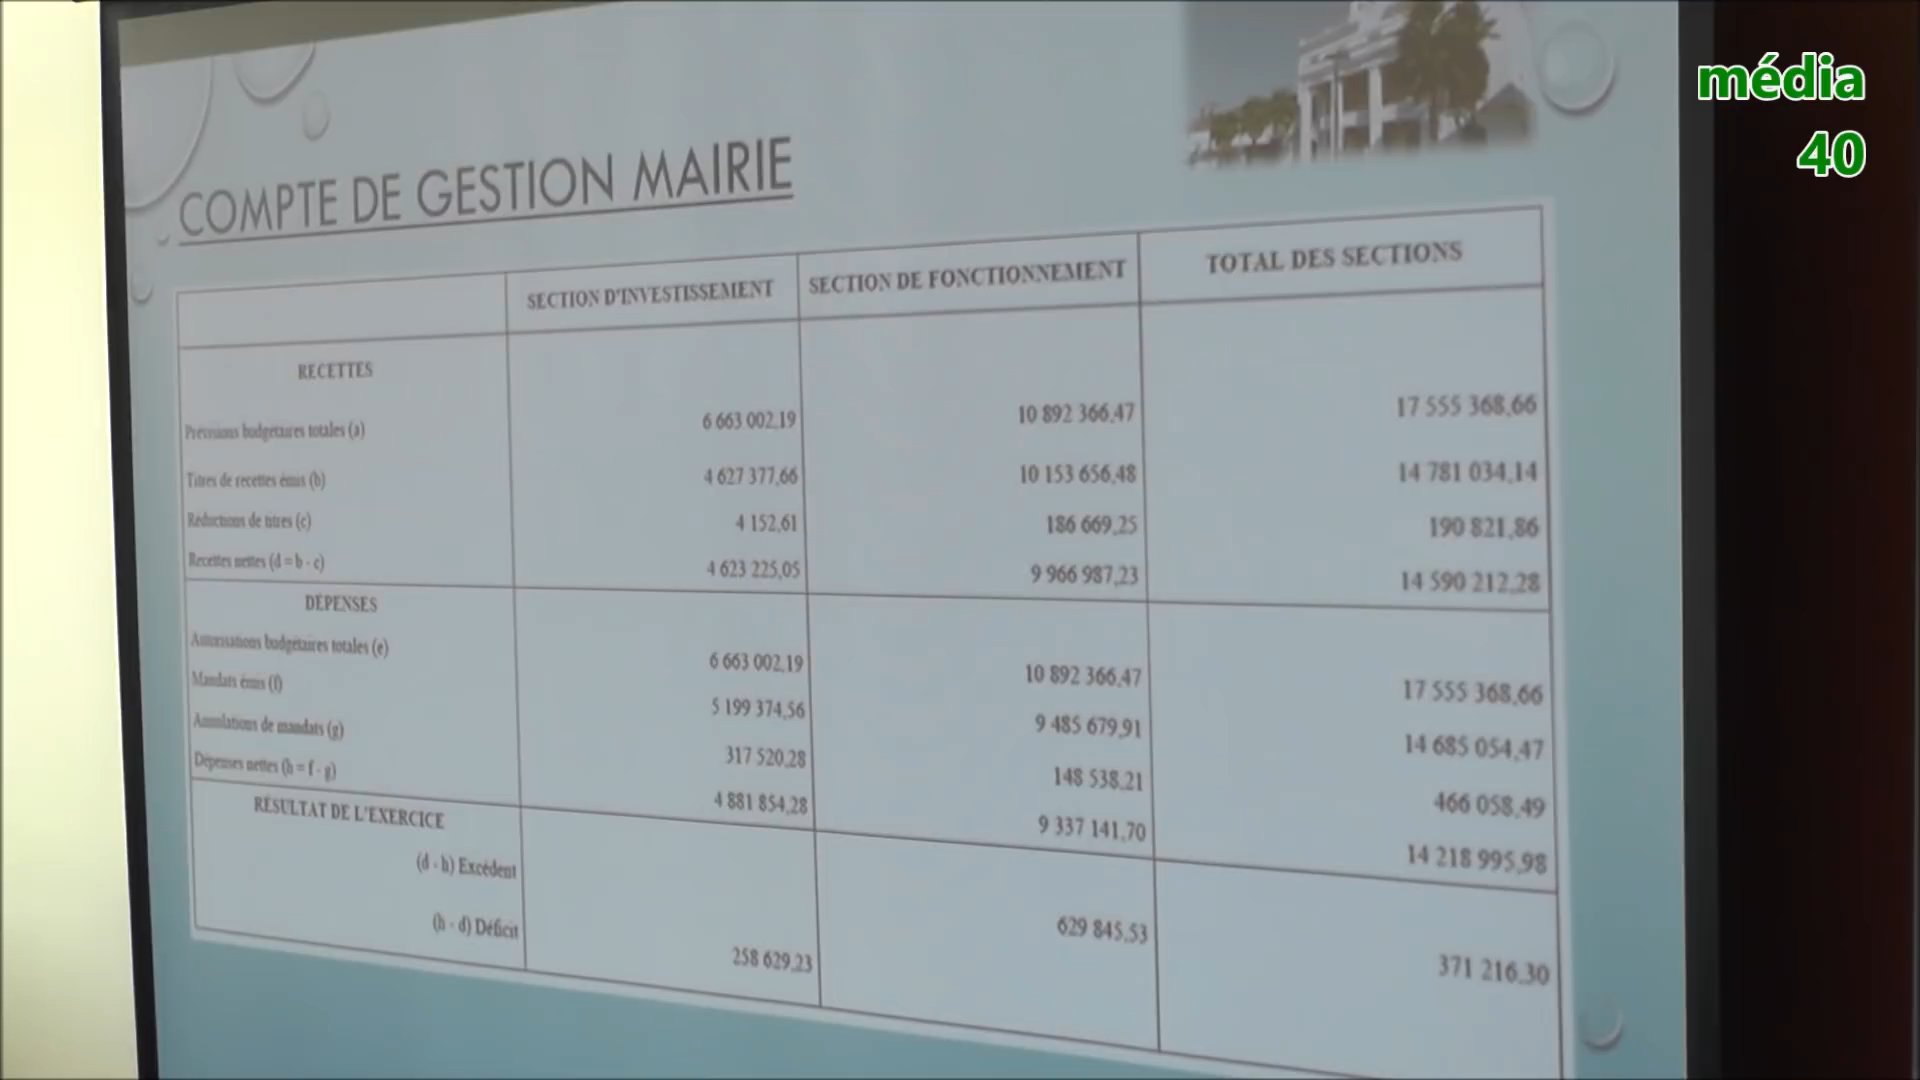 média
40
COMPTE DE GESTION MAIRIE
SECTION D'INVESTISSEMENT SECTION DE FONCTIONNEMENT TOTAL DES SECTIONS
RECETTES
Prévisions budgétaires totales (a) 6 663 002,19 10 892 366,47 17 555 368,66
Titres de recettes émis (b) 4 627 377,66 10 153 656,48 14 781 034,14
Réductions de titres (c) 4 152,61 186 669,25 190 821,86
Recettes nettes (d = b - c) 4 623 225,05 9 966 987,23 14 590 212,28
DÉPENSES
Autorisations budgétaires totales (e) 6 663 002,19 10 892 366,47 17 555 368,66
Mandats émis (f) 5 199 374,56 9 485 679,91 14 685 054,47
Annulations de mandats (g) 317 520,28 148 538,21 466 058,49
Dépenses nettes (h = f - g) 4 881 854,28 9 337 141,70 14 218 995,98
RÉSULTAT DE L'EXERCICE
(d - h) Excédent 629 845,53 371 216,30
(h - d) Déficit 258 629,23